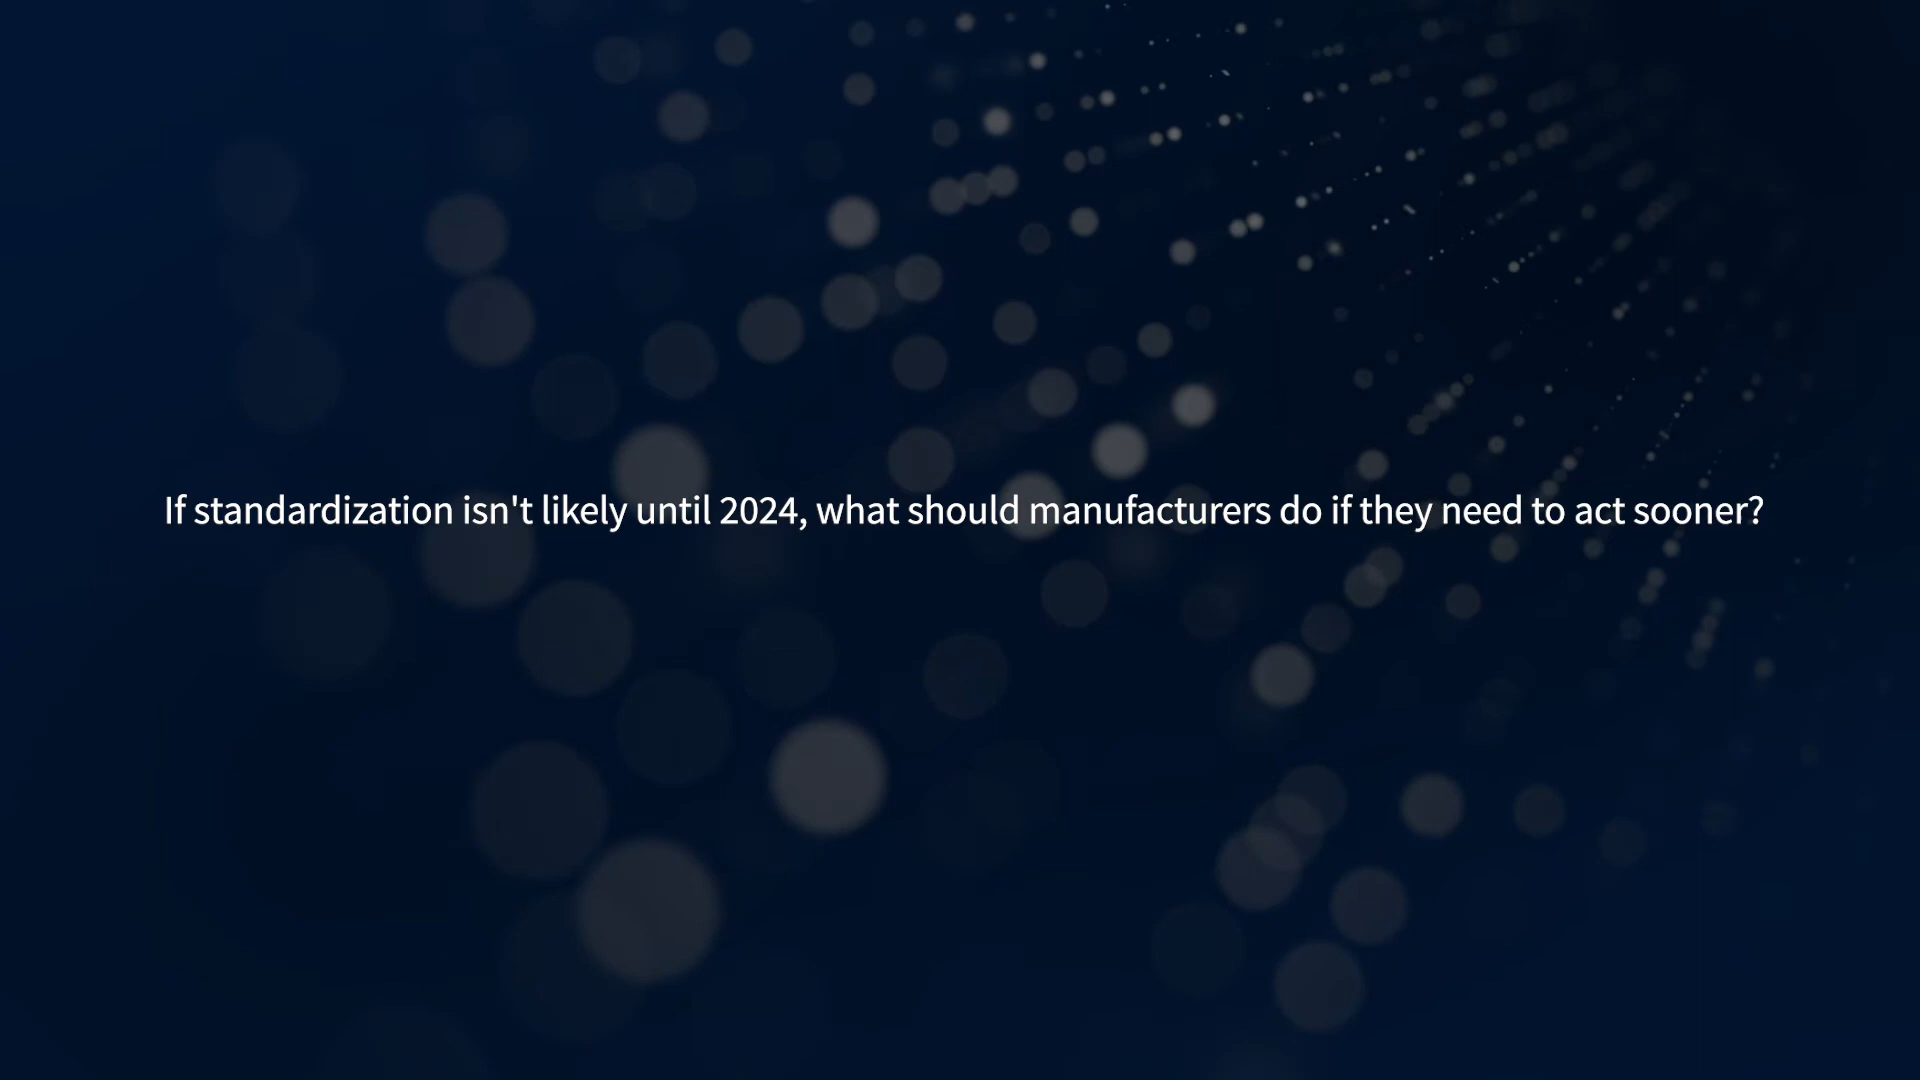 If standardization isn't likely until 2024, what should manufacturers do if they need to act sooner?